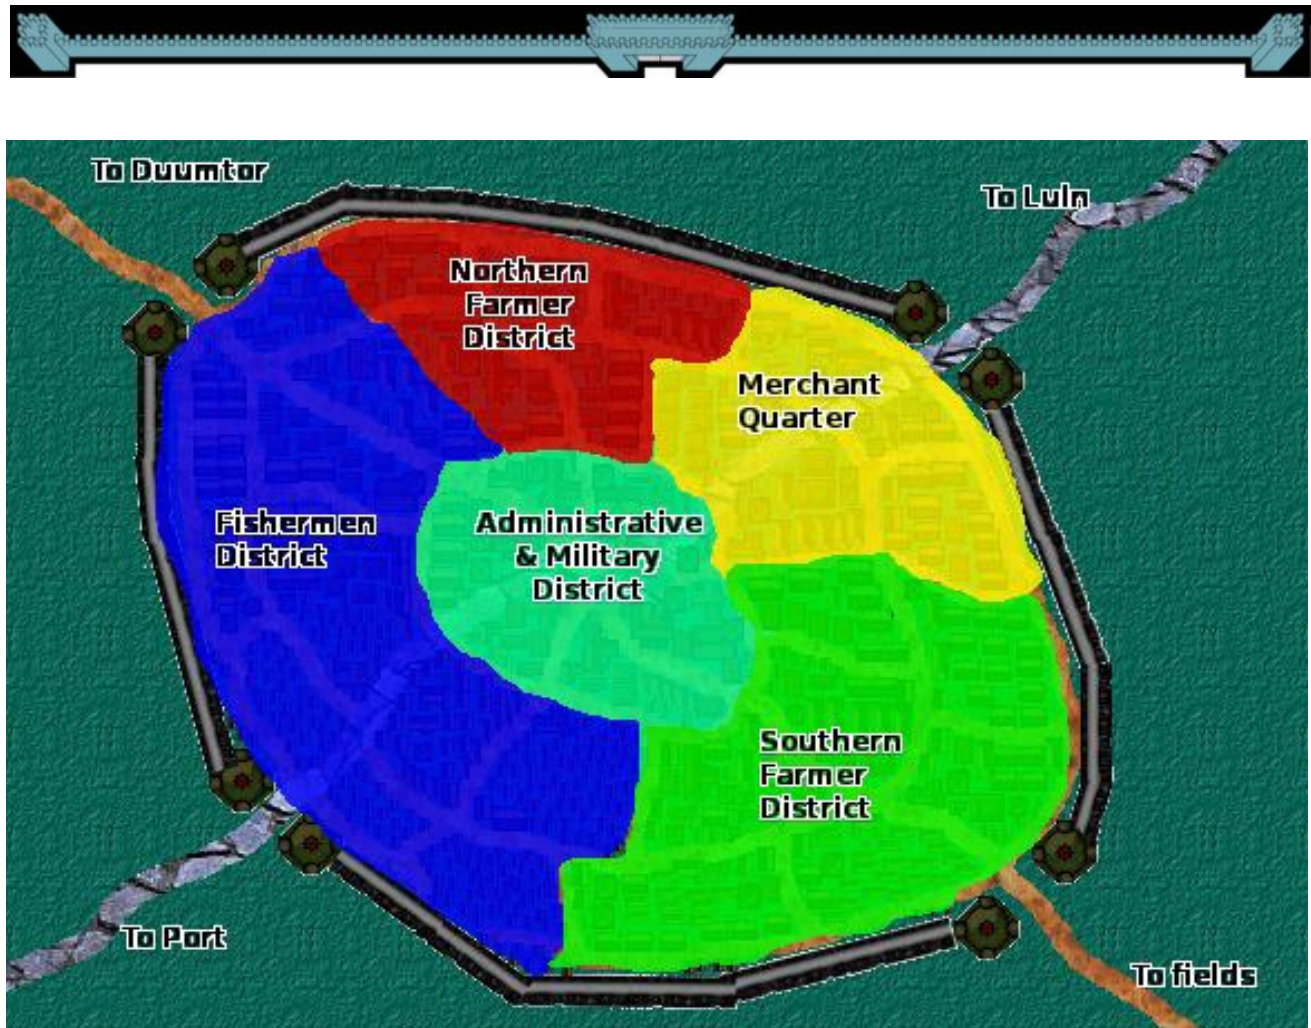 To Duumtor
To Luln
Northern
Farmer
District
Merchant
Quarter
Fishermen
District
Administrative
& Military
District
Southern
Farmer
District
To Port
To fields